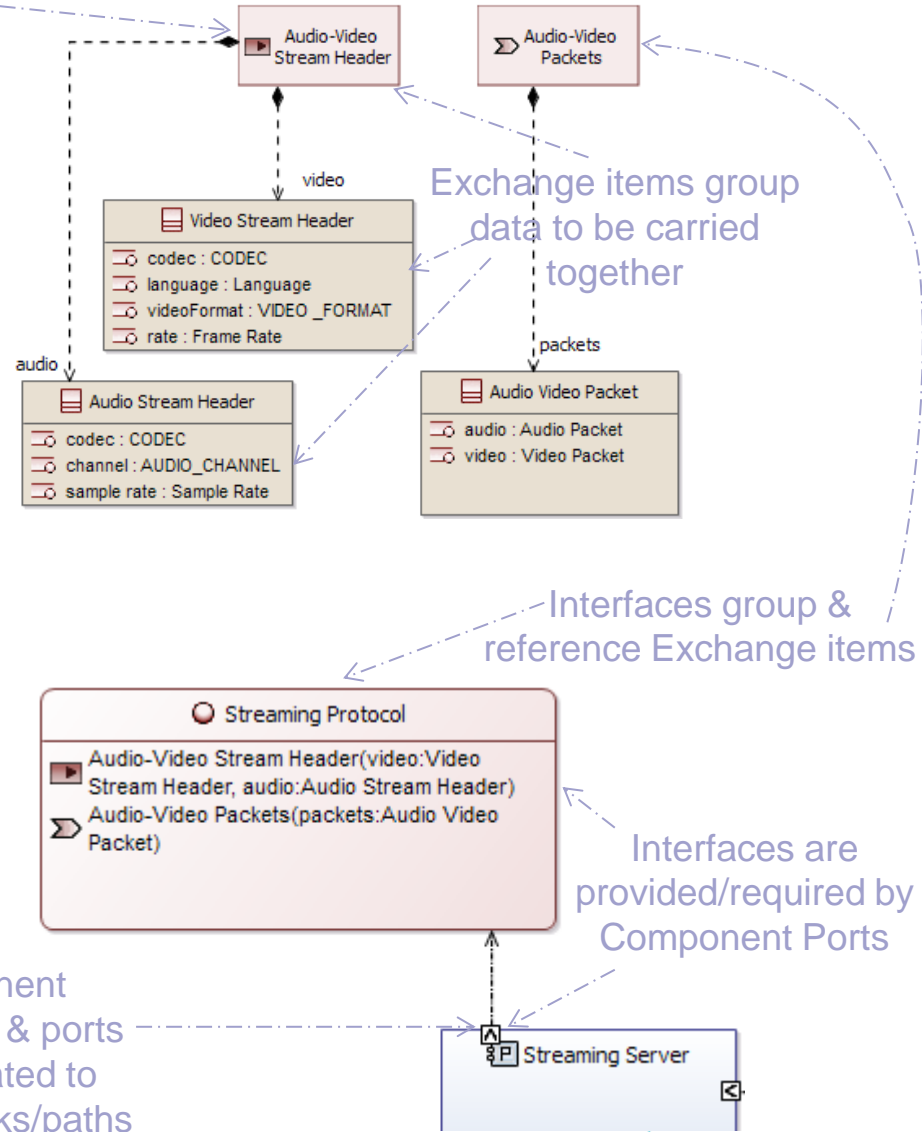 Audio-Video
Stream Header
Audio-Video
Packets
video
Exchange items group
data to be carried
together
Video Stream Header
codec : CODEC
language : Language
videoFormat : VIDEO _FORMAT
rate : Frame Rate
audio
packets
Audio Stream Header
codec : CODEC
channel : AUDIO_CHANNEL
sample rate : Sample Rate
Audio Video Packet
audio : Audio Packet
video : Video Packet
Interfaces group &
reference Exchange items
Streaming Protocol
Audio-Video Stream Header(video:Video
Stream Header, audio:Audio Stream Header)
Audio-Video Packets(packets:Audio Video
Packet)
Interfaces are
provided/required by
Component Ports
& ports
P Streaming Server